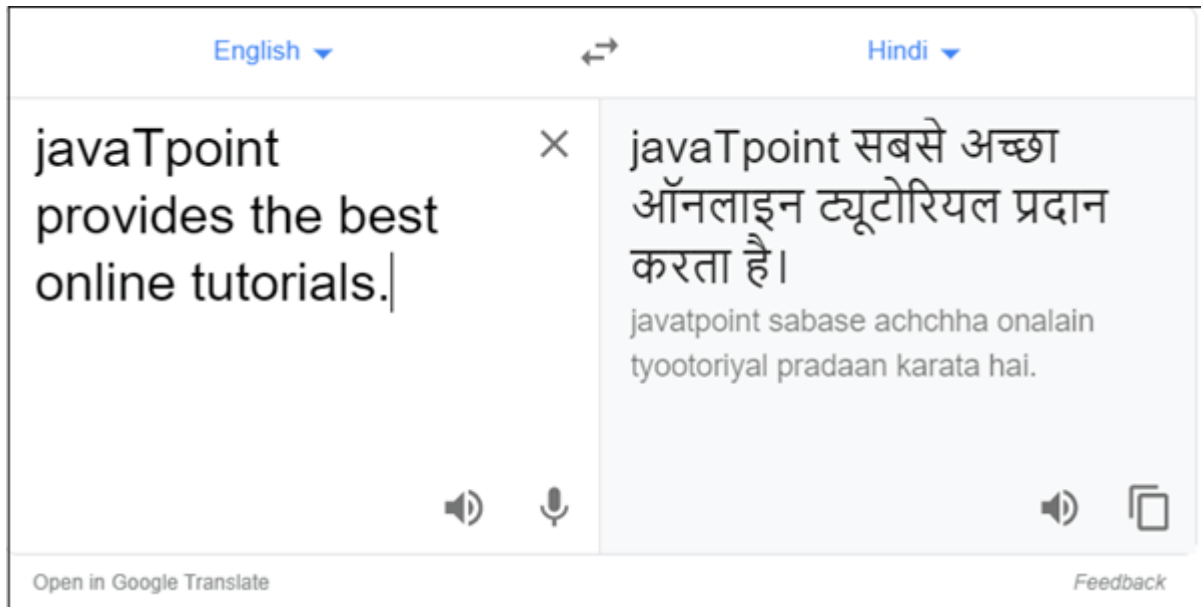 English
Hindi
javaTpoint
provides the best
online tutorials.
javaTpoint सबसे अच्छा
ऑनलाइन ट्यूटोरियल प्रदान
करता है।
javatpoint sabase achchha onalain
tyootoriyal pradaan karata hai.
Open in Google Translate
Feedback